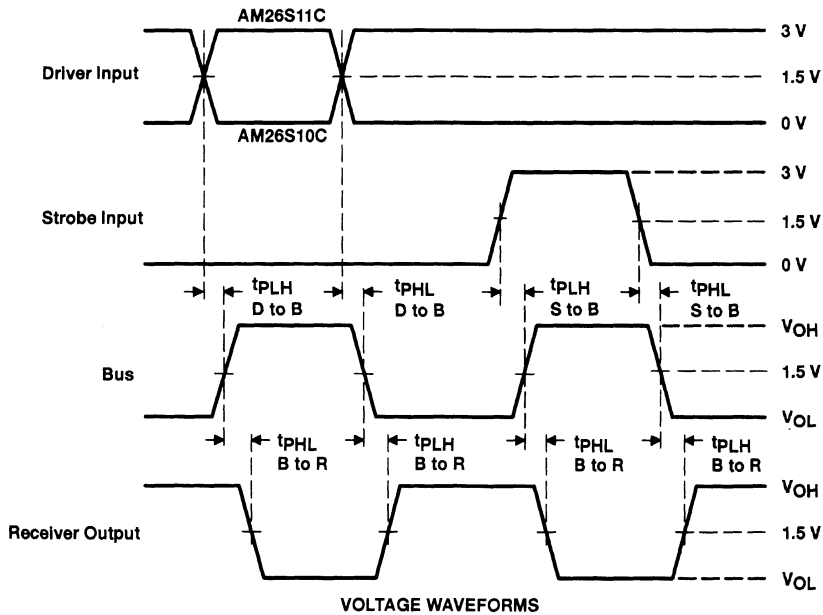 AM26S11C
3 V
Driver Input
1.5 V
AM26S10C
0 V
3 V
Strobe Input
1.5 V
0 V
tPLH D to B
tPHL D to B
tPLH S to B
tPHL S to B
VOH
Bus
1.5 V
VOL
tPHL B to R
tPLH B to R
tPHL B to R
tPLH B to R
VOH
Receiver Output
1.5 V
VOL
VOLTAGE WAVEFORMS